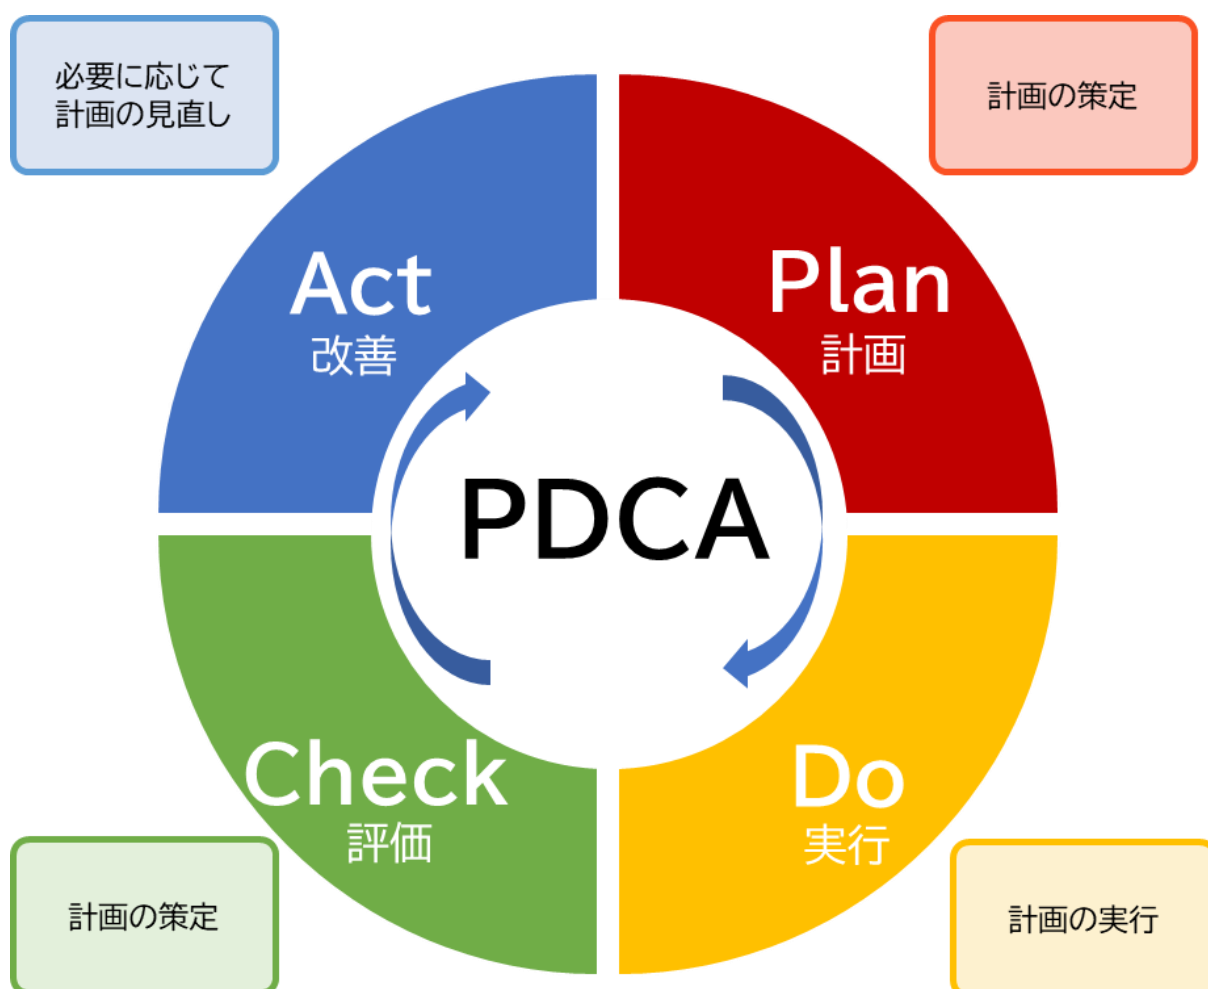 必要に応じて
計画の見直し
計画の策定
Act
改善
Plan
計画
PDCA
Check
評価
Do
実行
計画の策定
計画の実行